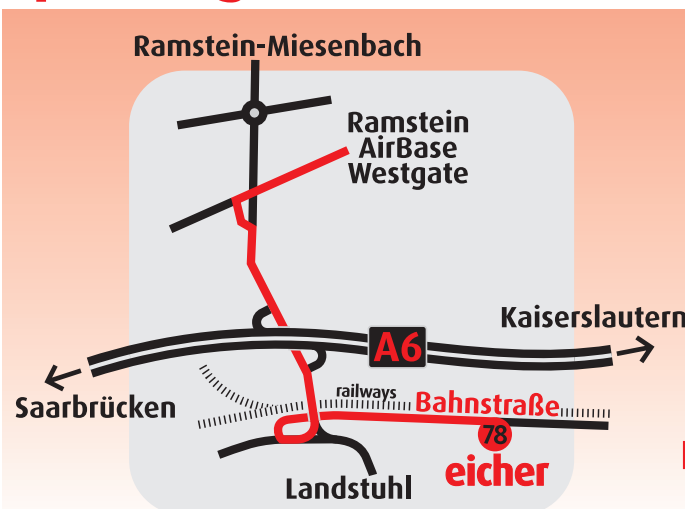 Ramstein-Miesenbach
Ramstein
AirBase
Westgate
Kaiserslautern
A6
Saarbrücken
railways
Bahnstraße
78
eicher
Landstuhl